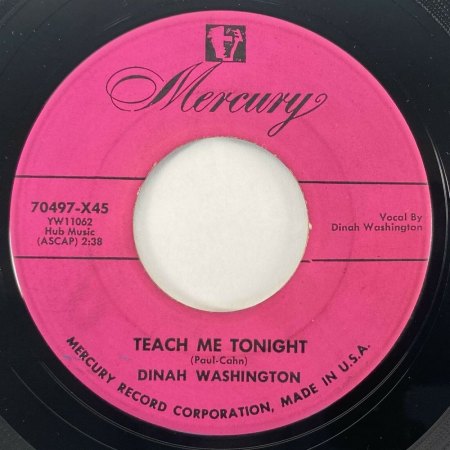 Mercury
70497-X45
YW11062
Hub Music
(ASCAP) 2:38
Vocal By
Dinah Washington
TEACH ME TONIGHT
(Paul-Cahn)
DINAH WASHINGTON
MERCURY RECORD CORPORATION, MADE IN U.S.A.